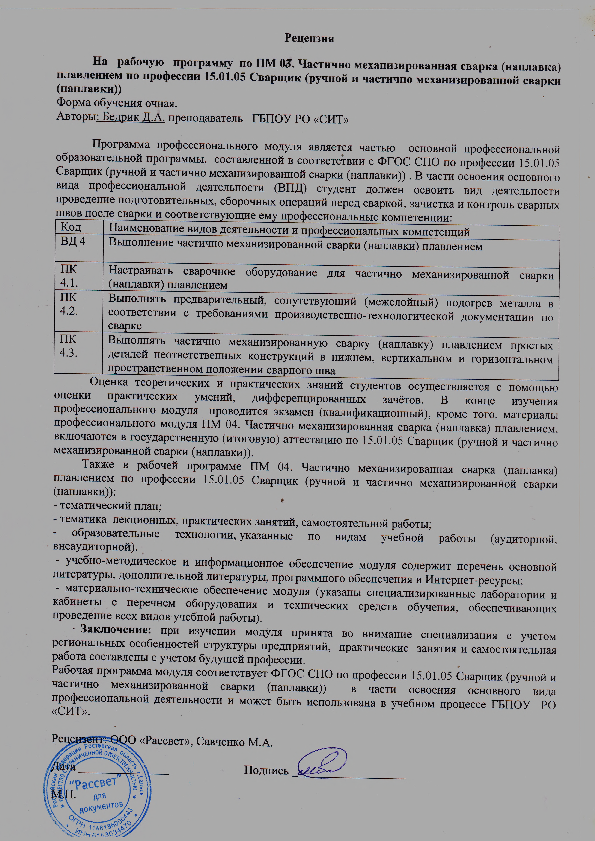 Рецензия
На рабочую программу по ПМ 03. Частично механизированная сварка (наплавка)
плавлением по профессии 15.01.05 Сварщик (ручной и частично механизированной сварки
(наплавки))
Форма обучения очная.
Авторы: Бедрик Д.А. преподаватель ГБПОУ РО «СИТ»
Программа профессионального модуля является частью основной профессиональной
образовательной программы, составленной в соответствии с ФГОС СПО по профессии 15.01.05
Сварщик (ручной и частично механизированной сварки (наплавки)) . В части освоения основного
вида профессиональной деятельности (ВПД) студент должен освоить вид деятельности
проведение подготовительных, сборочных операций перед сваркой, зачистка и контроль сварных
швов после сварки и соответствующие ему профессиональные компетенции:
Код Наименование видов деятельности и профессиональных компетенций
ВД 4 Выполнение частично механизированной сварки (наплавки) плавлением
ПК Настраивать сварочное оборудование для частично механизированной сварки
4.1. (наплавки) плавлением
ПК Выполнять предварительный, сопутствующий (межслойный) подогрев металла в
4.2. соответствии с требованиями производственно-технологической документации по
сварке
ПК Выполнять частично механизированную сварку (наплавку) плавлением простых
4.3. деталей неответственных конструкций в нижнем, вертикальном и горизонтальном
пространственном положении сварного шва
Оценка теоретических и практических знаний студентов осуществляется с помощью
оценки практических умений, дифференцированных зачётов. В конце изучения
профессионального модуля проводится экзамен (квалификационный), кроме того, материалы
профессионального модуля ПМ 04. Частично механизированная сварка (наплавка) плавлением,
включаются в государственную (итоговую) аттестацию по 15.01.05 Сварщик (ручной и частично
механизированной сварки (наплавки)).
Также в рабочей программе ПМ 04. Частично механизированная сварка (наплавка)
плавлением по профессии 15.01.05 Сварщик (ручной и частично механизированной сварки
(наплавки)):
- тематический план;
- тематика лекционных, практических занятий, самостоятельной работы;
- образовательные технологии, указанные по видам учебной работы (аудиторной,
внеаудиторной).
- учебно-методическое и информационное обеспечение модуля содержит перечень основной
литературы, дополнительной литературы, программного обеспечения и Интернет-ресурсы;
- материально-техническое обеспечение модуля (указаны специализированные лаборатории и
кабинеты с перечнем оборудования и технических средств обучения, обеспечивающих
проведение всех видов учебной работы).
- Заключение: при изучении модуля принята во внимание специализация с учетом
региональных особенностей структуры предприятий, практические занятия и самостоятельная
работа составлены с учетом будущей профессии.
Рабочая программа модуля соответствует ФГОС СПО по профессии 15.01.05 Сварщик (ручной и
частично механизированной сварки (наплавки)) в части освоения основного вида
профессиональной деятельности и может быть использована в учебном процессе ГБПОУ РО
«СИТ».
Рецензент: ООО «Рассвет», Савченко М.А.
Дата
Подпись
М.П.
"Рассвет"
для
документов